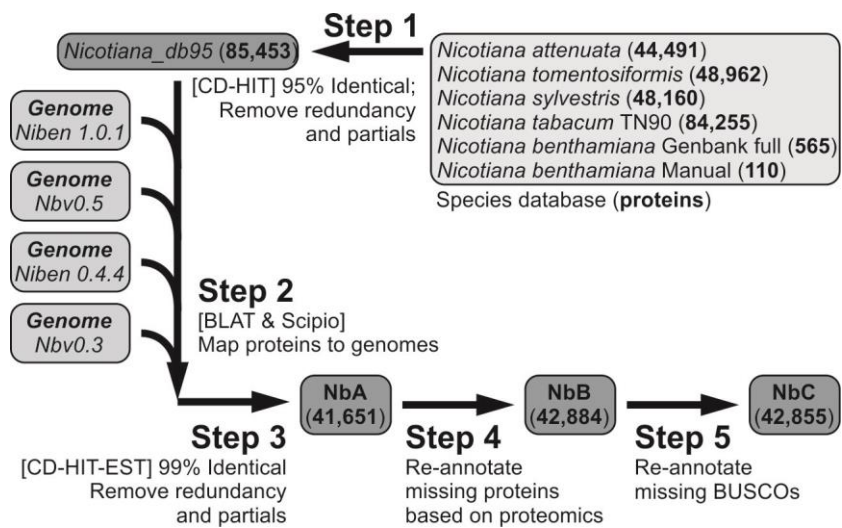 Step 1
Nicotiana_db95 (85,453)
[CD-HIT] 95% Identical;
Remove redundancy
and partials
Nicotiana attenuata (44,491)
Nicotiana tomentosiformis (48,962)
Nicotiana sylvestris (48,160)
Nicotiana tabacum TN90 (84,255)
Nicotiana benthamiana Genbank full (565)
Nicotiana benthamiana Manual (110)
Species database (proteins)
Genome
Niben 1.0.1
Genome
Nbv0.5
Genome
Niben 0.4.4
Genome
Nbv0.3
Step 2
[BLAT & Scipio]
Map proteins to genomes
Step 3
[CD-HIT-EST] 99% Identical
Remove redundancy
and partials
NbA
(41,651)
Step 4
Re-annotate
missing proteins
based on proteomics
NbB
(42,884)
Step 5
Re-annotate
missing BUSCOs
NbC
(42,855)